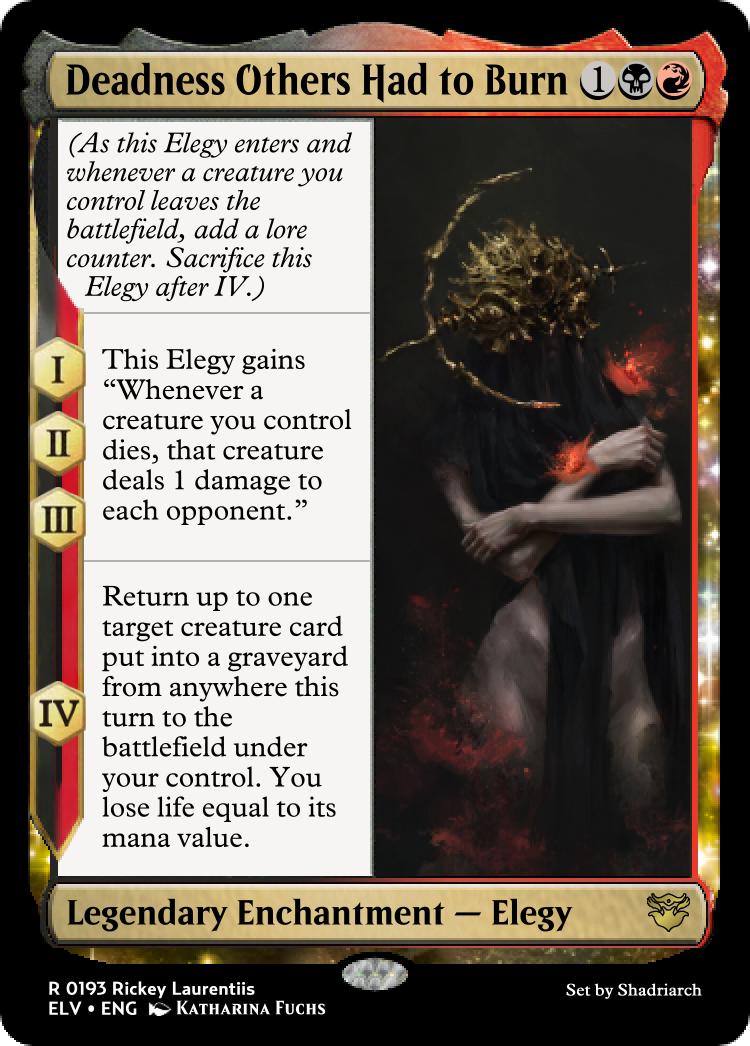 Deadness Others Had to Burn 1
(As this Elegy enters and
whenever a creature you
control leaves the
battlefield, add a lore
counter. Sacrifice this
Elegy after IV.)
I
II
III
This Elegy gains
“Whenever a
creature you control
dies, that creature
deals 1 damage to
each opponent.”
IV
Return up to one
target creature card
put into a graveyard
from anywhere this
turn to the
battlefield under
your control. You
lose life equal to its
mana value.
Legendary Enchantment — Elegy
R 0193 Rickey Laurentiis
ELV • ENG Katharina Fuchs
Set by Shadriarch